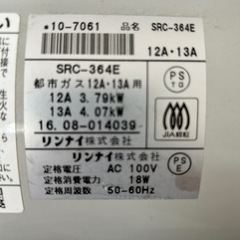 *10-7061 品名 SRC-364E
12A・13A
SRC-364E
都市ガス12A・13A用
12A 3.79kW
13A 4.07kW
16.08-014039
リンナイ株式会社
PS
TG
JIA認証
リンナイ株式会社
定格電圧 AC 100V
定格消費電力 18W
定格周波数 50-60Hz
PS
E